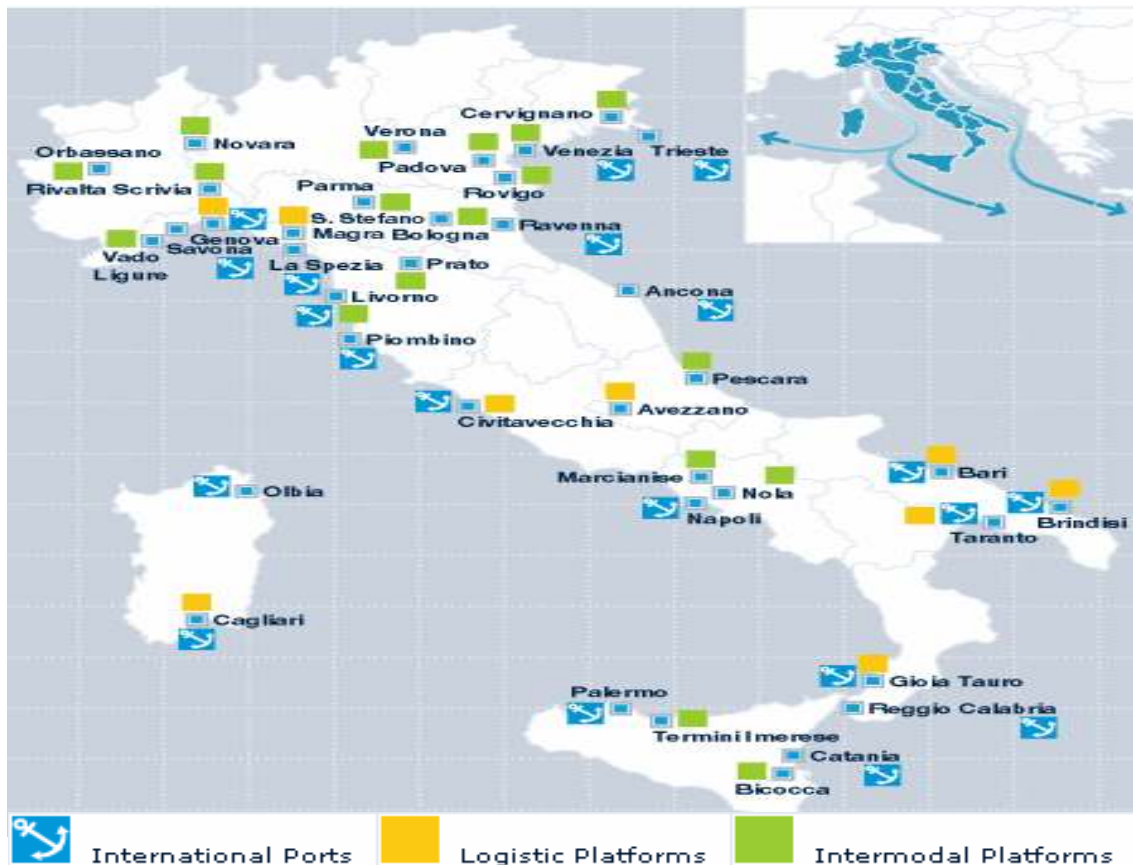 Cervignano
Verona
Novara
Venezia Trieste
Orbassano
Padova
Rivalta Scrivia
Parma
Rovigo
S. Stefano
Magra Bologna
Ravenna
Genova
Savona
Vado
Ligure
La Spezia
Prato
Livorno
Ancona
Piombino
Pescara
Civitavecchia
Avezzano
Marcianise
Bari
Olbia
Nola
Napoli
Brindisi
Taranto
Cagliari
Gioia Tauro
Palermo
Reggio Calabria
Termini Imerese
Catania
Bicocca
International Ports
Logistic Platforms
Intermodal Platforms